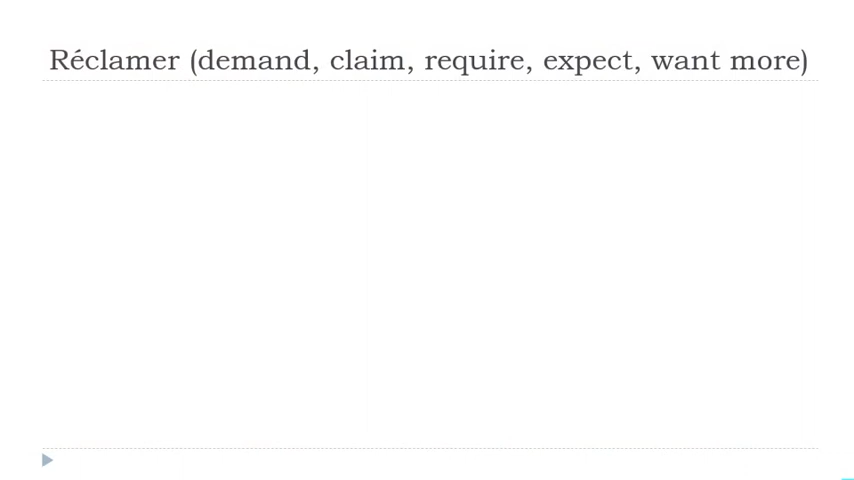 Réclamer (demand, claim, require, expect, want more)